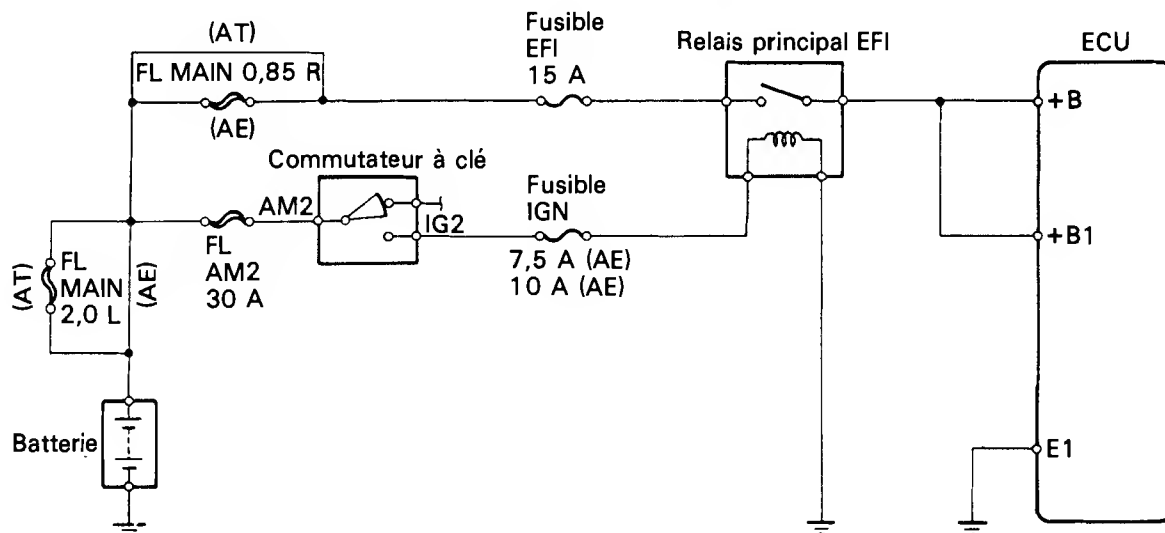 (AT)
FL MAIN 0,85 R
(AE)
Fusible
EFI
15 A
Relais principal EFI
ECU
+B
Commutateur à clé
AM2
IG2
FL
AM2
30 A
Fusible
IGN
7,5 A (AE)
10 A (AE)
+B1
(AT)
FL
MAIN
2,0 L
(AE)
Batterie
E1